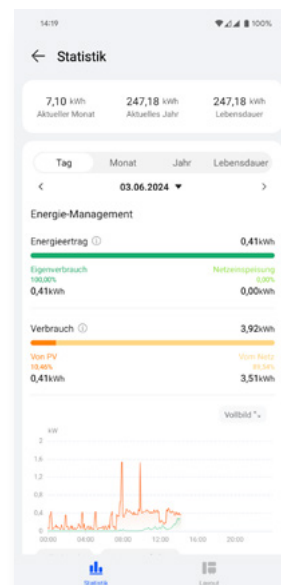 14:19
100%
Statistik
7,10 kWh 247,18 kWh 247,18 kWh
Aktueller Monat Aktuelles Jahr Lebensdauer
Tag Monat Jahr Lebensdauer
03.06.2024
Energie-Management
Energieertrag 0,41kWh
Eigenverbrauch Netzeinspeisung
100,00% 0,00%
0,41kWh 0,00kWh
Verbrauch 3,92kWh
Von PV Vom Netz
10,46% 89,54%
0,41kWh 3,51kWh
Vollbild
kW
2
1,6
1,2
0,8
0,4
0
00:00 04:00 08:00 12:00 16:00 20:00
Statistik Layout